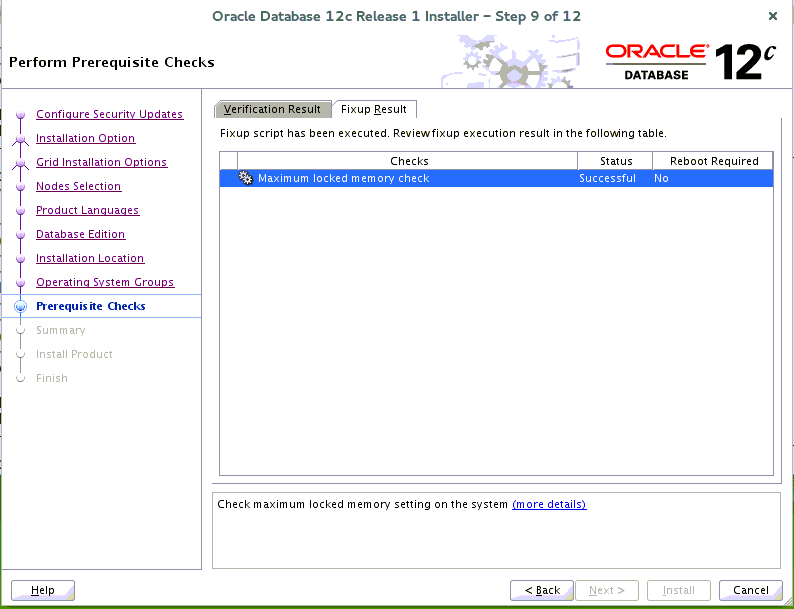 Oracle Database 12c Release 1 Installer – Step 9 of 12
Perform Prerequisite Checks
ORACLE
DATABASE
12c
Configure Security Updates
Installation Option
Grid Installation Options
Nodes Selection
Product Languages
Database Edition
Installation Location
Operating System Groups
Prerequisite Checks
Summary
Install Product
Finish
Verification Result Fixup Result
Fixup script has been executed. Review fixup execution result in the following table.
Checks Status Reboot Required
Maximum locked memory check Successful No
Check maximum locked memory setting on the system (more details)
Help < Back Next > Install Cancel